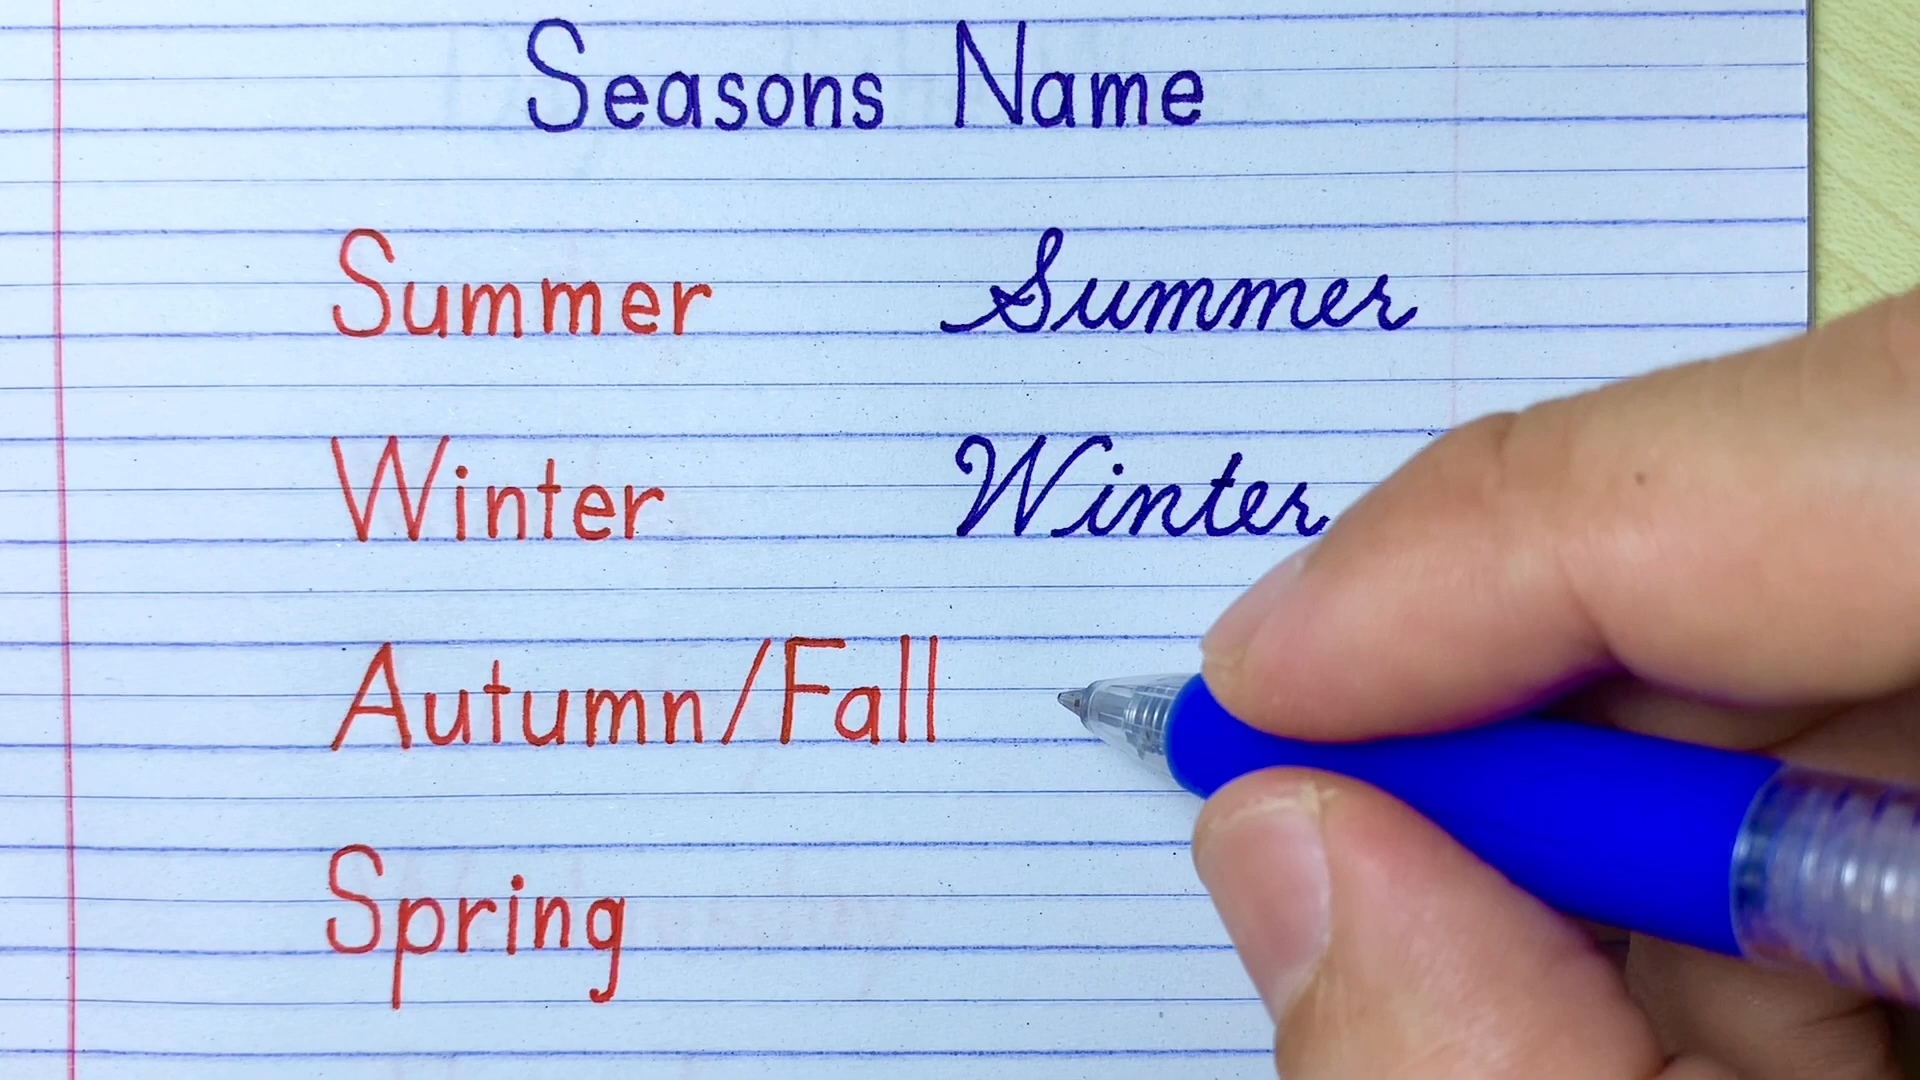 Seasons Name
Summer Summer
Winter Winter
Autumn/Fall
Spring